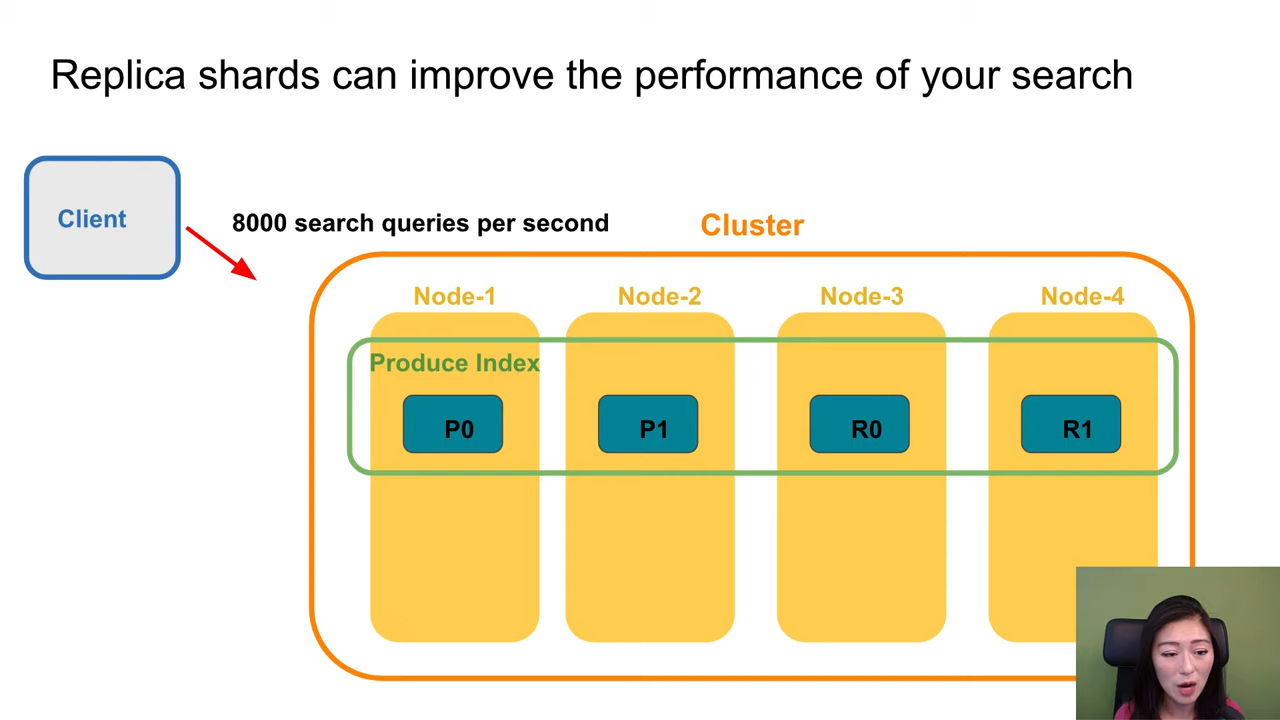 Replica shards can improve the performance of your search
Client
8000 search queries per second
Cluster
Node-1
Node-2
Node-3
Node-4
Produce Index
P0
P1
R0
R1